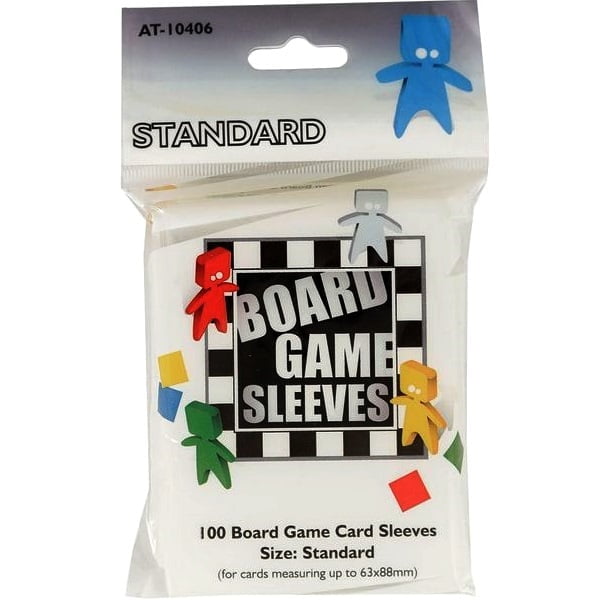 AT-10406
STANDARD
BOARD
GAME
SLEEVES
100 Board Game Card Sleeves
Size: Standard
(for cards measuring up to 63x88mm)